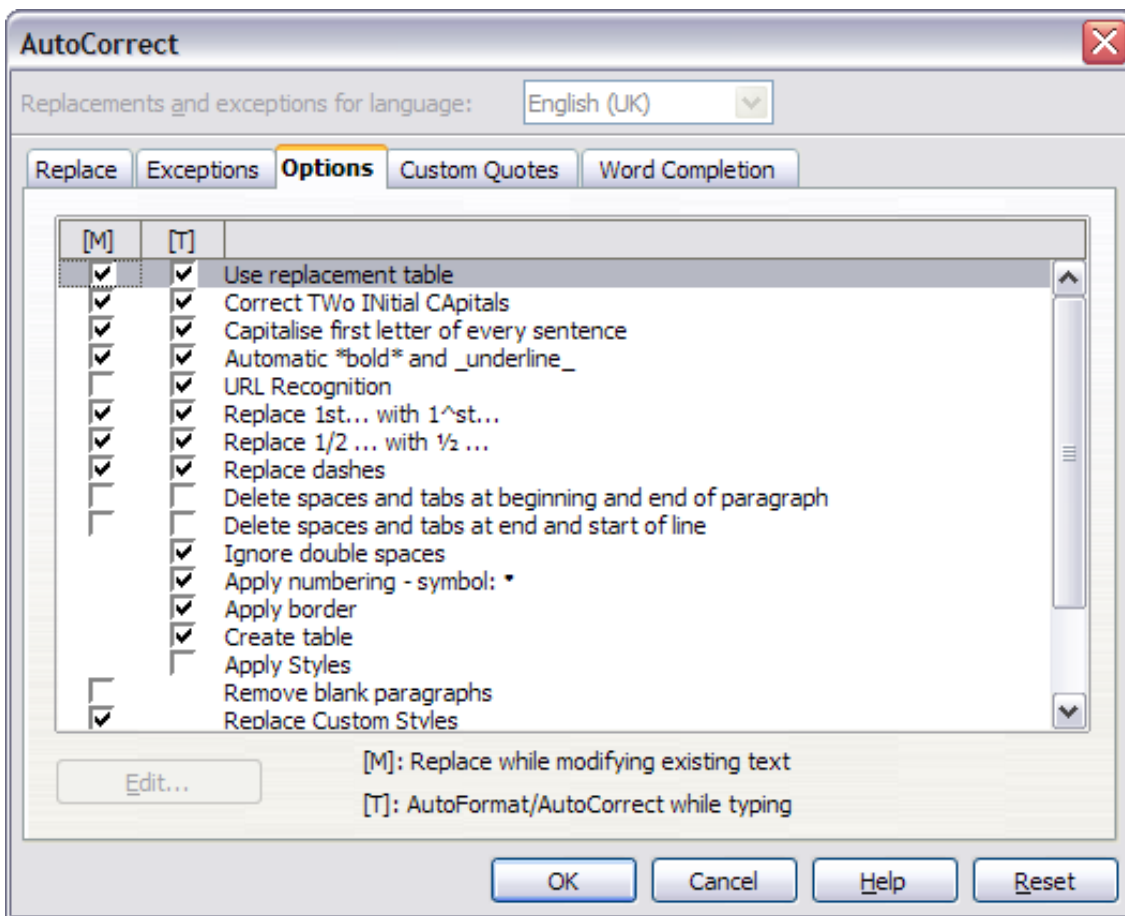 AutoCorrect
Replacements and exceptions for language: English (UK)
Replace Exceptions Options Custom Quotes Word Completion
[M] [T]
Use replacement table
Correct TWo INitial CApitals
Capitalise first letter of every sentence
Automatic *bold* and _underline_
URL Recognition
Replace 1st... with 1^st...
Replace 1/2 ... with ½ ...
Replace dashes
Delete spaces and tabs at beginning and end of paragraph
Delete spaces and tabs at end and start of line
Ignore double spaces
Apply numbering - symbol: •
Apply border
Create table
Apply Styles
Remove blank paragraphs
Replace Custom Styles
[M]: Replace while modifying existing text
Edit...
[T]: AutoFormat/AutoCorrect while typing
OK Cancel Help Reset